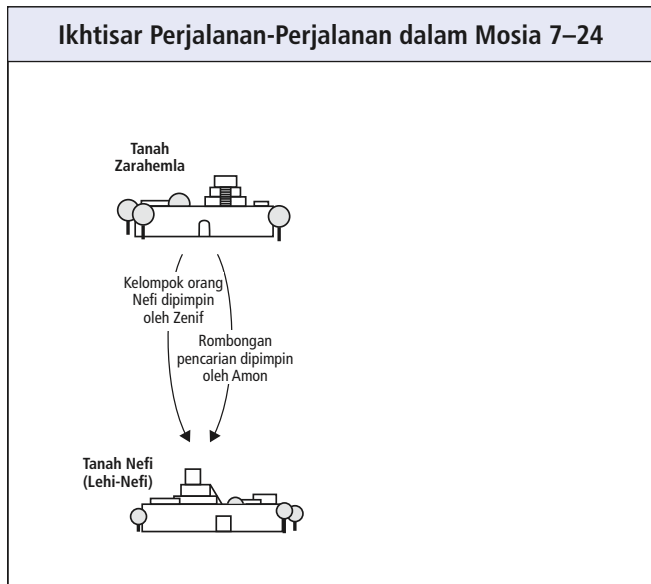 Ikhtisar Perjalanan-Perjalanan dalam Mosia 7–24
Tanah
Zarahemla
Kelompok orang
Nefi dipimpin
oleh Zenif
Rombongan
pencarian dipimpin
oleh Amon
Tanah Nefi
(Lehi-Nefi)